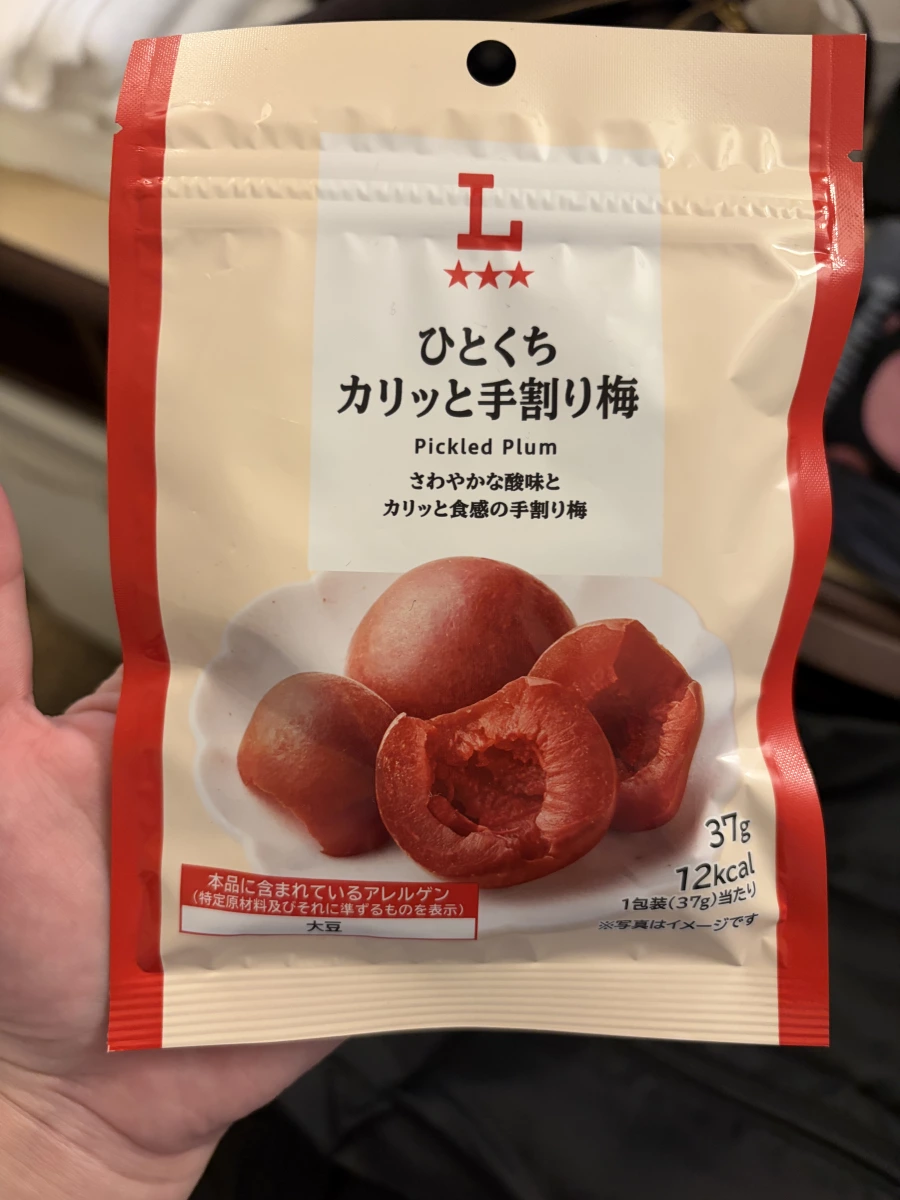 L
★★★
ひとくち
カリッと手割り梅
Pickled Plum
さわやかな酸味と
カリッと食感の手割り梅
37g
12kcal
1包装(37g)当たり
※写真はイメージです
本品に含まれているアレルゲン
(特定原材料及びそれに準ずるものを表示)
大豆